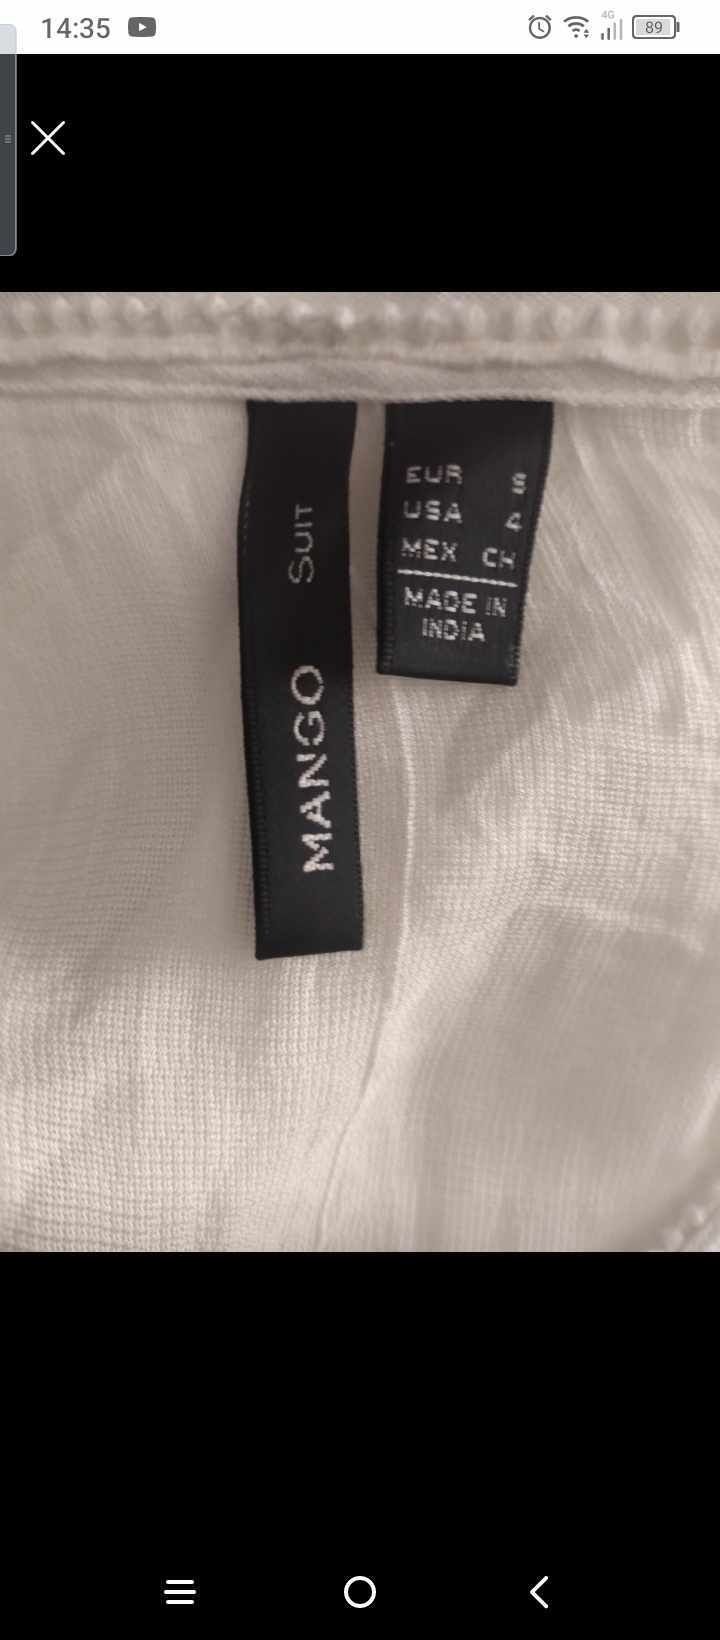 14:35
4G
89
MANGO SUIT
EUR S
USA 4
MEX CH
MADE IN
INDIA